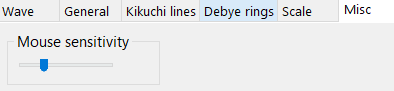 Wave General Kikuchi lines Debye rings Scale Misc
Mouse sensitivity